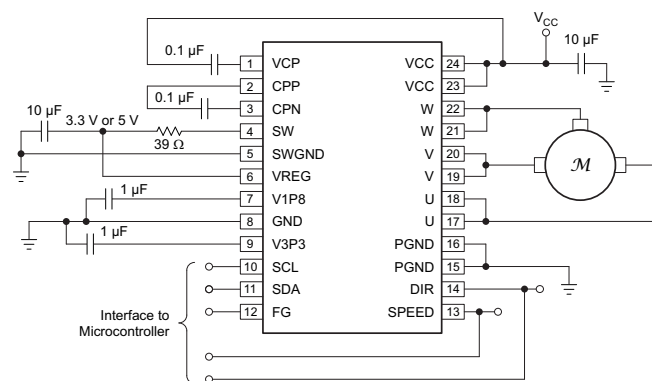 V_CC
0.1 µF
10 µF
1 VCP VCC 24
2 CPP VCC 23
0.1 µF
3 CPN W 22
10 µF
3.3 V or 5 V
39 Ω
4 SW W 21
5 SWGND V 20
6 VREG V 19
M
1 µF
7 V1P8 U 18
8 GND U 17
1 µF
9 V3P3 PGND 16
10 SCL PGND 15
11 SDA DIR 14
12 FG SPEED 13
Interface to
Microcontroller